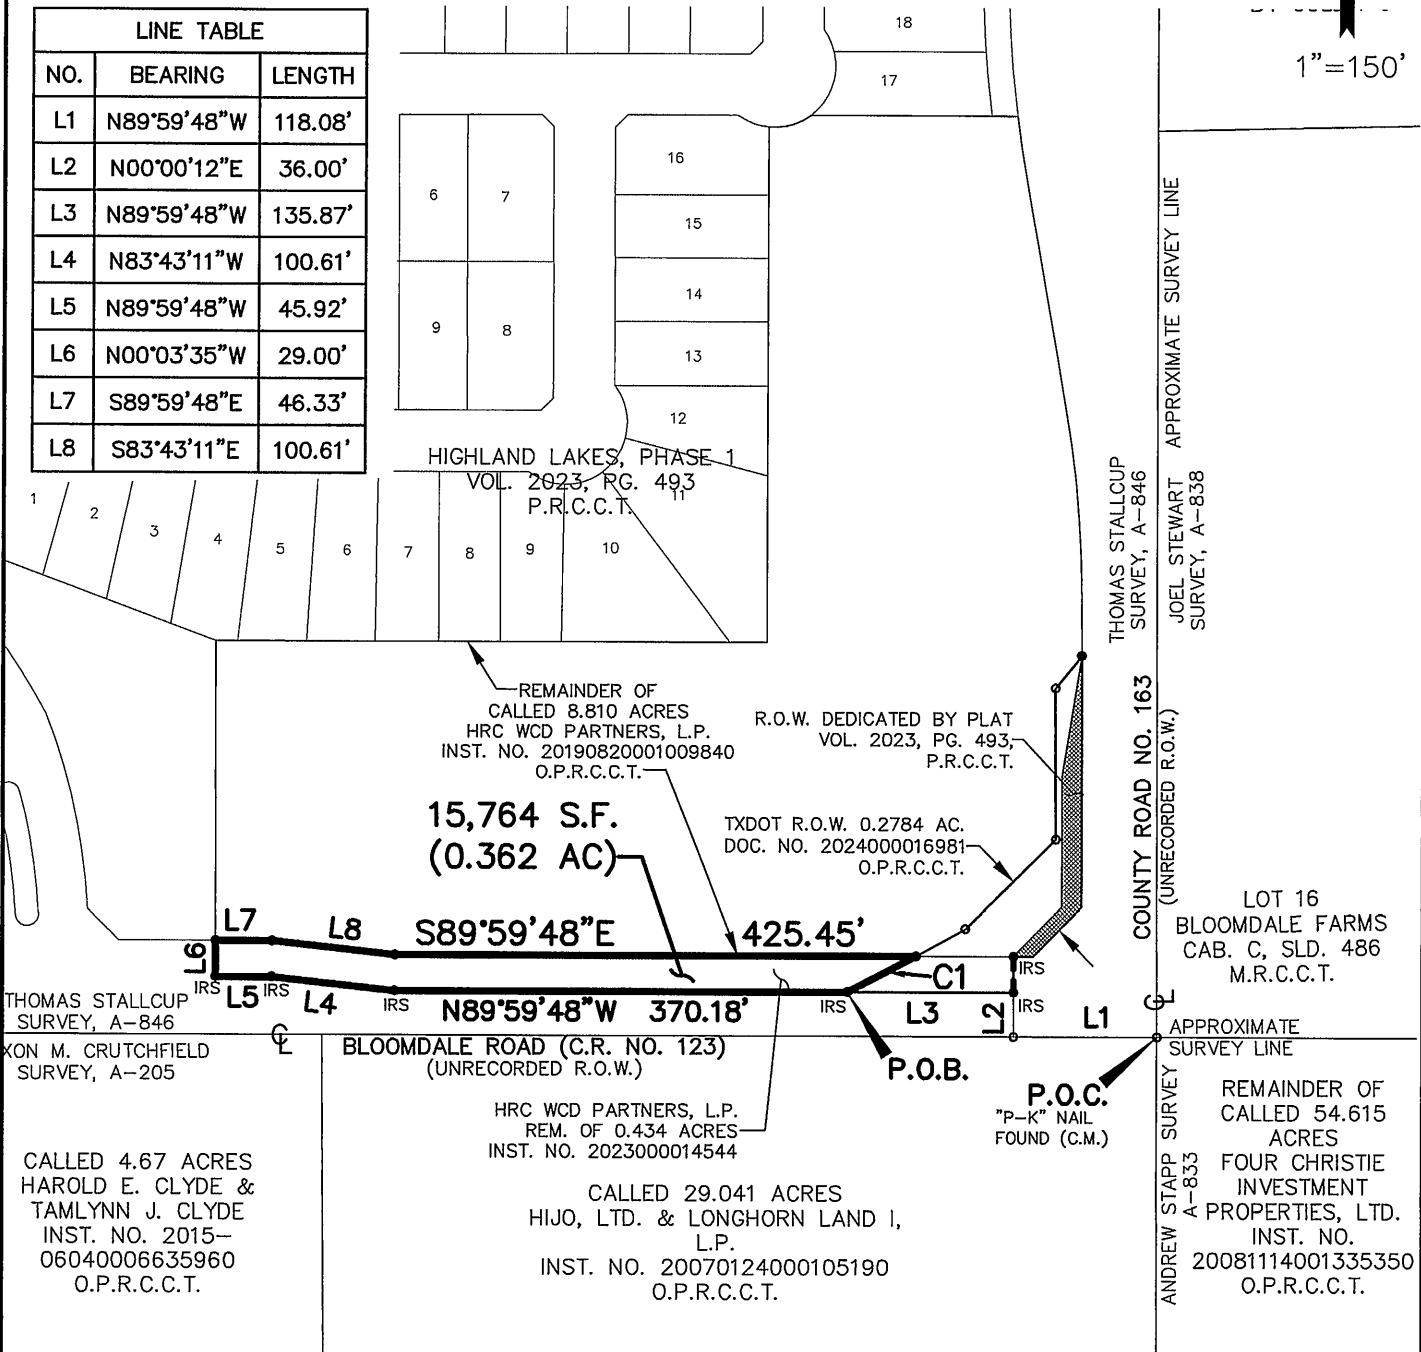 LINE TABLE
NO. BEARING LENGTH
L1 N89°59'48"W 118.08'
L2 N00°00'12"E 36.00'
L3 N89°59'48"W 135.87'
L4 N83°43'11"W 100.61'
L5 N89°59'48"W 45.92'
L6 N00°03'35"W 29.00'
L7 S89°59'48"E 46.33'
L8 S83°43'11"E 100.61'
1"=150'
18
17
16
15
14
13
12
11
6
7
9
8
HIGHLAND LAKES, PHASE 1
VOL. 2023, PG. 493
P.R.C.C.T.
1
2
3
4
5
6
7
8
9
10
APPROXIMATE SURVEY LINE
THOMAS STALLCUP
SURVEY, A-846
JOEL STEWART
SURVEY, A-838
REMAINDER OF
CALLED 8.810 ACRES
HRC WCD PARTNERS, L.P.
INST. NO. 20190820001009840
O.P.R.C.C.T.
R.O.W. DEDICATED BY PLAT
VOL. 2023, PG. 493,
P.R.C.C.T.
COUNTY ROAD NO. 163
(UNRECORDED R.O.W.)
15,764 S.F.
(0.362 AC)
TXDOT R.O.W. 0.2784 AC.
DOC. NO. 2024000016981
O.P.R.C.C.T.
LOT 16
BLOOMDALE FARMS
CAB. C, SLD. 486
M.R.C.C.T.
L7
L8
S89°59'48"E 425.45'
L6
IRS
L5
IRS
L4
IRS
N89°59'48"W 370.18'
IRS
C1
L3
IRS
IRS
L2
L1
CL
THOMAS STALLCUP
SURVEY, A-846
XON M. CRUTCHFIELD
SURVEY, A-205
CL
BLOOMDALE ROAD (C.R. NO. 123)
(UNRECORDED R.O.W.)
P.O.B.
P.O.C.
"P-K" NAIL
FOUND (C.M.)
APPROXIMATE
SURVEY LINE
HRC WCD PARTNERS, L.P.
REM. OF 0.434 ACRES
INST. NO. 2023000014544
ANDREW STAPP SURVEY
A-833
REMAINDER OF
CALLED 54.615
ACRES
FOUR CHRISTIE
INVESTMENT
PROPERTIES, LTD.
INST. NO.
20081114001335350
O.P.R.C.C.T.
CALLED 4.67 ACRES
HAROLD E. CLYDE &
TAMLYNN J. CLYDE
INST. NO. 2015-
06040006635960
O.P.R.C.C.T.
CALLED 29.041 ACRES
HIJO, LTD. & LONGHORN LAND I,
L.P.
INST. NO. 20070124000105190
O.P.R.C.C.T.